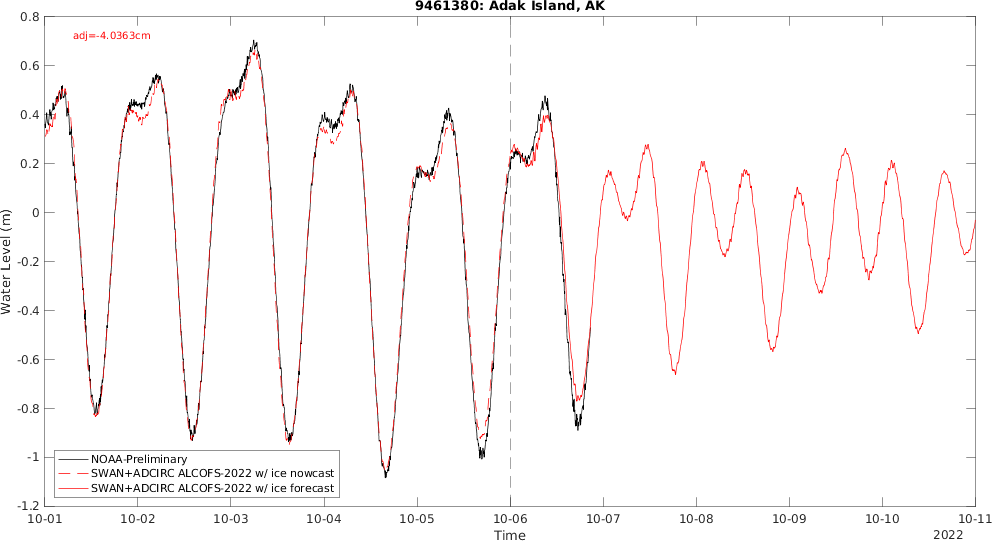 9461380: Adak Island, AK
adj=-4.0363cm
0.8
0.6
0.4
0.2
0
-0.2
-0.4
-0.6
-0.8
-1
-1.2
Water Level (m)
NOAA-Preliminary
SWAN+ADCIRC ALCOFS-2022 w/ ice nowcast
SWAN+ADCIRC ALCOFS-2022 w/ ice forecast
10-01 10-02 10-03 10-04 10-05 10-06 10-07 10-08 10-09 10-10 10-11
Time
2022